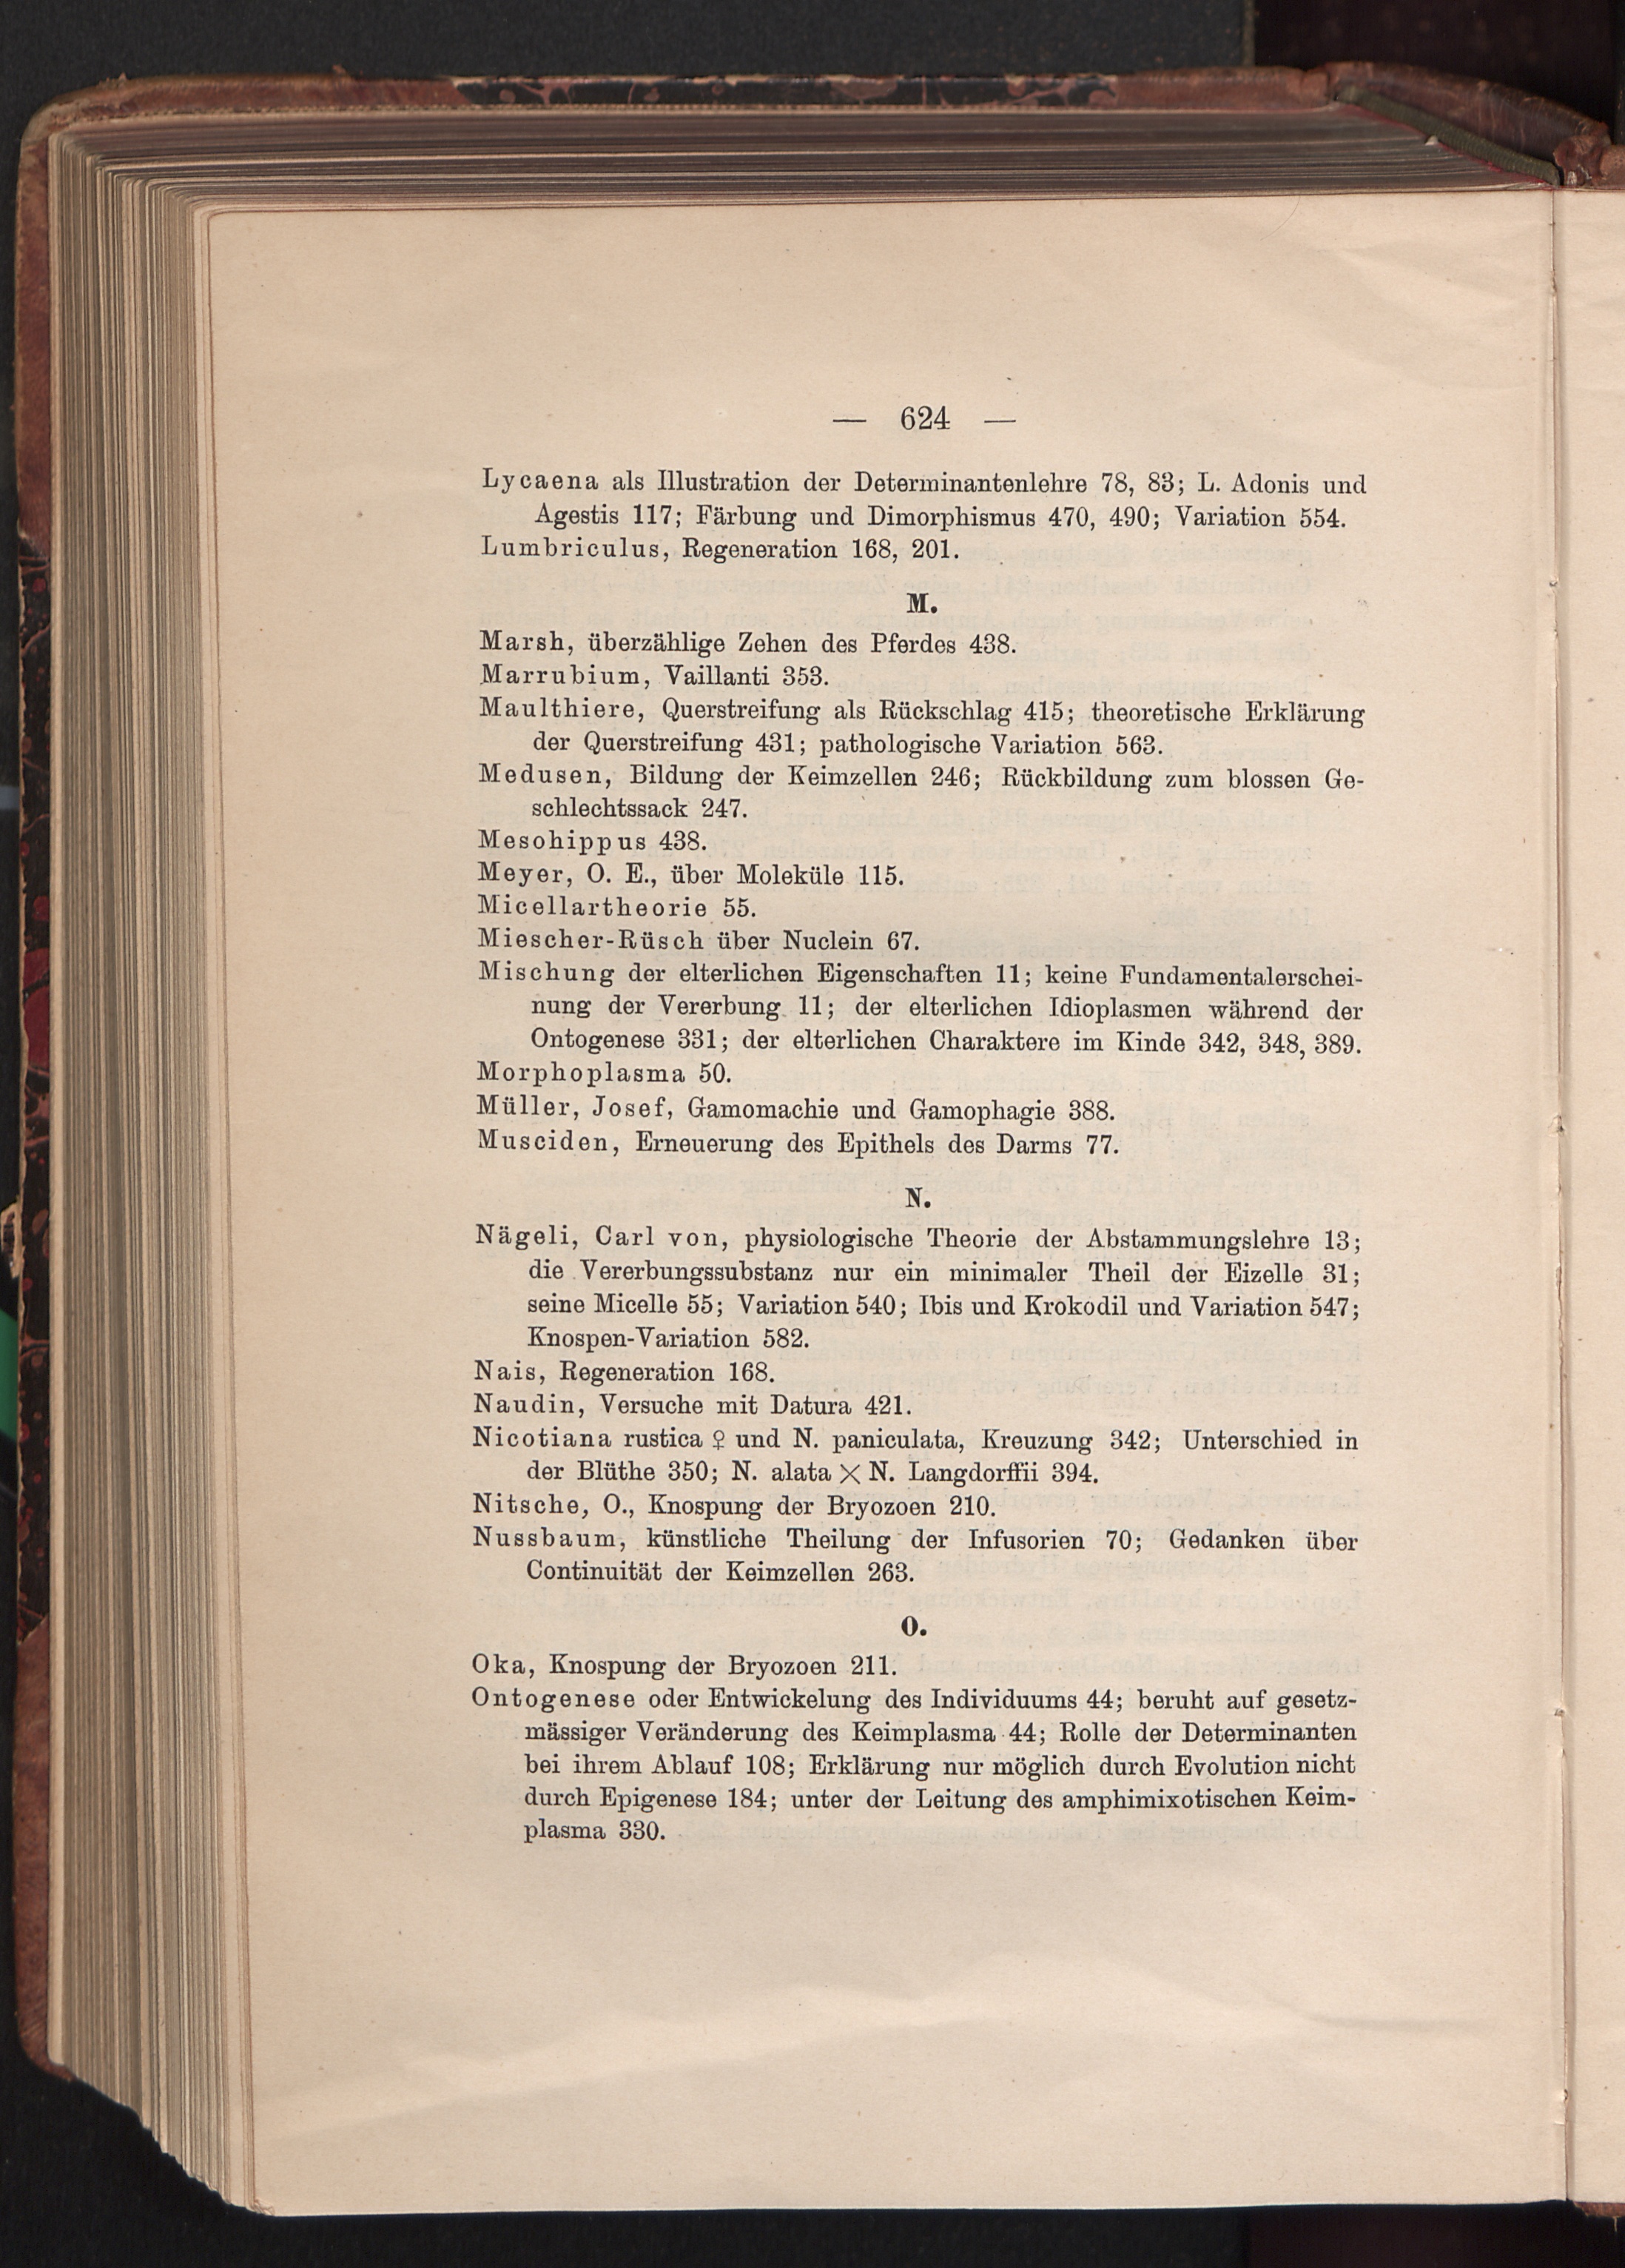 — 624 —
Lycaena als Illustration der Determinantenlehre 78, 83; L. Adonis und
Agestis 117; Färbung und Dimorphismus 470, 490; Variation 554.
Lumbriculus, Regeneration 168, 201.
M.
Marsh, überzählige Zehen des Pferdes 438.
Marrubium, Vaillanti 353.
Maulthiere, Querstreifung als Rückschlag 415; theoretische Erklärung
der Querstreifung 431; pathologische Variation 563.
Medusen, Bildung der Keimzellen 246; Rückbildung zum blossen Ge-
schlechtssack 247.
Mesohippus 438.
Meyer, O. E., über Moleküle 115.
Micellartheorie 55.
Miescher-Rüsch über Nuclein 67.
Mischung der elterlichen Eigenschaften 11; keine Fundamentalerschei-
nung der Vererbung 11; der elterlichen Idioplasmen während der
Ontogenese 331; der elterlichen Charaktere im Kinde 342, 348, 389.
Morphoplasma 50.
Müller, Josef, Gamomachie und Gamophagie 388.
Musciden, Erneuerung des Epithels des Darms 77.
N.
Nägeli, Carl von, physiologische Theorie der Abstammungslehre 13;
die Vererbungssubstanz nur ein minimaler Theil der Eizelle 31;
seine Micelle 55; Variation 540; Ibis und Krokodil und Variation 547;
Knospen-Variation 582.
Nais, Regeneration 168.
Naudin, Versuche mit Datura 421.
Nicotiana rustica ♀ und N. paniculata, Kreuzung 342; Unterschied in
der Blüthe 350; N. alata × N. Langdorffii 394.
Nitsche, O., Knospung der Bryozoen 210.
Nussbaum, künstliche Theilung der Infusorien 70; Gedanken über
Continuität der Keimzellen 263.
O.
Oka, Knospung der Bryozoen 211.
Ontogenese oder Entwickelung des Individuums 44; beruht auf gesetz-
mässiger Veränderung des Keimplasma 44; Rolle der Determinanten
bei ihrem Ablauf 108; Erklärung nur möglich durch Evolution nicht
durch Epigenese 184; unter der Leitung des amphimixotischen Keim-
plasma 330.